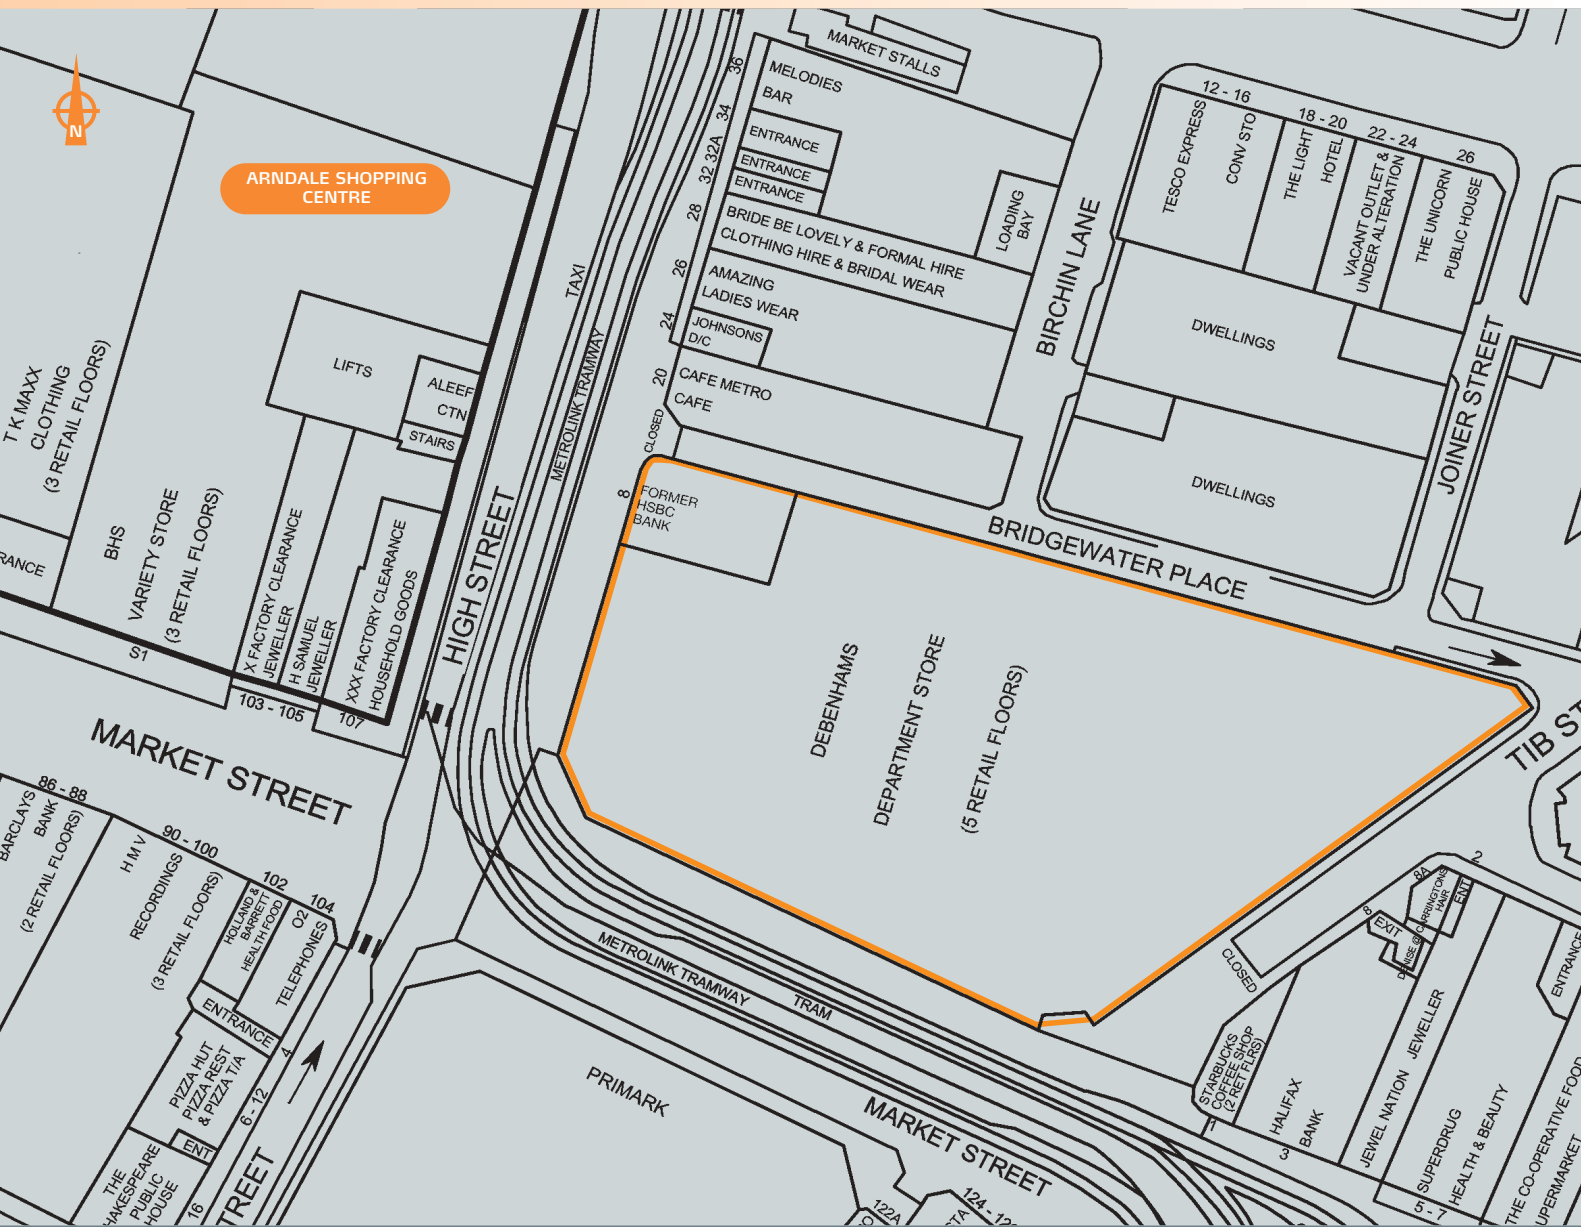 N
ARNDALE SHOPPING
CENTRE
T K MAXX
CLOTHING
(3 RETAIL FLOORS)
BHS
VARIETY STORE
(3 RETAIL FLOORS)
LIFTS
ALEEF
CTN
STAIRS
X FACTORY CLEARANCE
JEWELLER
H SAMUEL
JEWELLER
XXX FACTORY CLEARANCE
HOUSEHOLD GOODS
S1
103 - 105
107
TAXI
METROLINK TRAMWAY
HIGH STREET
MARKET STALLS
36
MELODIES
BAR
34
ENTRANCE
32A
ENTRANCE
32
ENTRANCE
28
BRIDE BE LOVELY & FORMAL HIRE
CLOTHING HIRE & BRIDAL WEAR
LOADING
BAY
26
AMAZING
LADIES WEAR
24
JOHNSONS
D/C
20
CAFE METRO
CAFE
CLOSED
BIRCHIN LANE
12 - 16
TESCO EXPRESS
CONV STO
18 - 20
THE LIGHT
HOTEL
22 - 24
VACANT OUTLET &
UNDER ALTERATION
26
THE UNICORN
PUBLIC HOUSE
DWELLINGS
DWELLINGS
JOINER STREET
BRIDGEWATER PLACE
8
FORMER
HSBC
BANK
DEBENHAMS
DEPARTMENT STORE
(5 RETAIL FLOORS)
TIB ST
MARKET STREET
86 - 88
BARCLAYS
BANK
(2 RETAIL FLOORS)
90 - 100
H M V
RECORDINGS
(3 RETAIL FLOORS)
102
HOLLAND &
BARRETT
HEALTH FOOD
104
O2
TELEPHONES
ENTRANCE
4
PIZZA HUT
PIZZA REST
& PIZZA T/A
6 - 12
ENT
THE
HAKESPEARE
PUBLIC
HOUSE
16
TREET
METROLINK TRAMWAY
TRAM
PRIMARK
MARKET STREET
122A
124 - 12
CLOSED
2
8A
CARRINGTONS
HAIR
ENT
8
EXIT
ENTRANCE
STARBUCKS
COFFEE SHOP
(2 RET FLRS)
1
HALIFAX
BANK
3
JEWEL NATION JEWELLER
SUPERDRUG
HEALTH & BEAUTY
5 - 7
THE CO-OPERATIVE FOOD
UPERMARKET